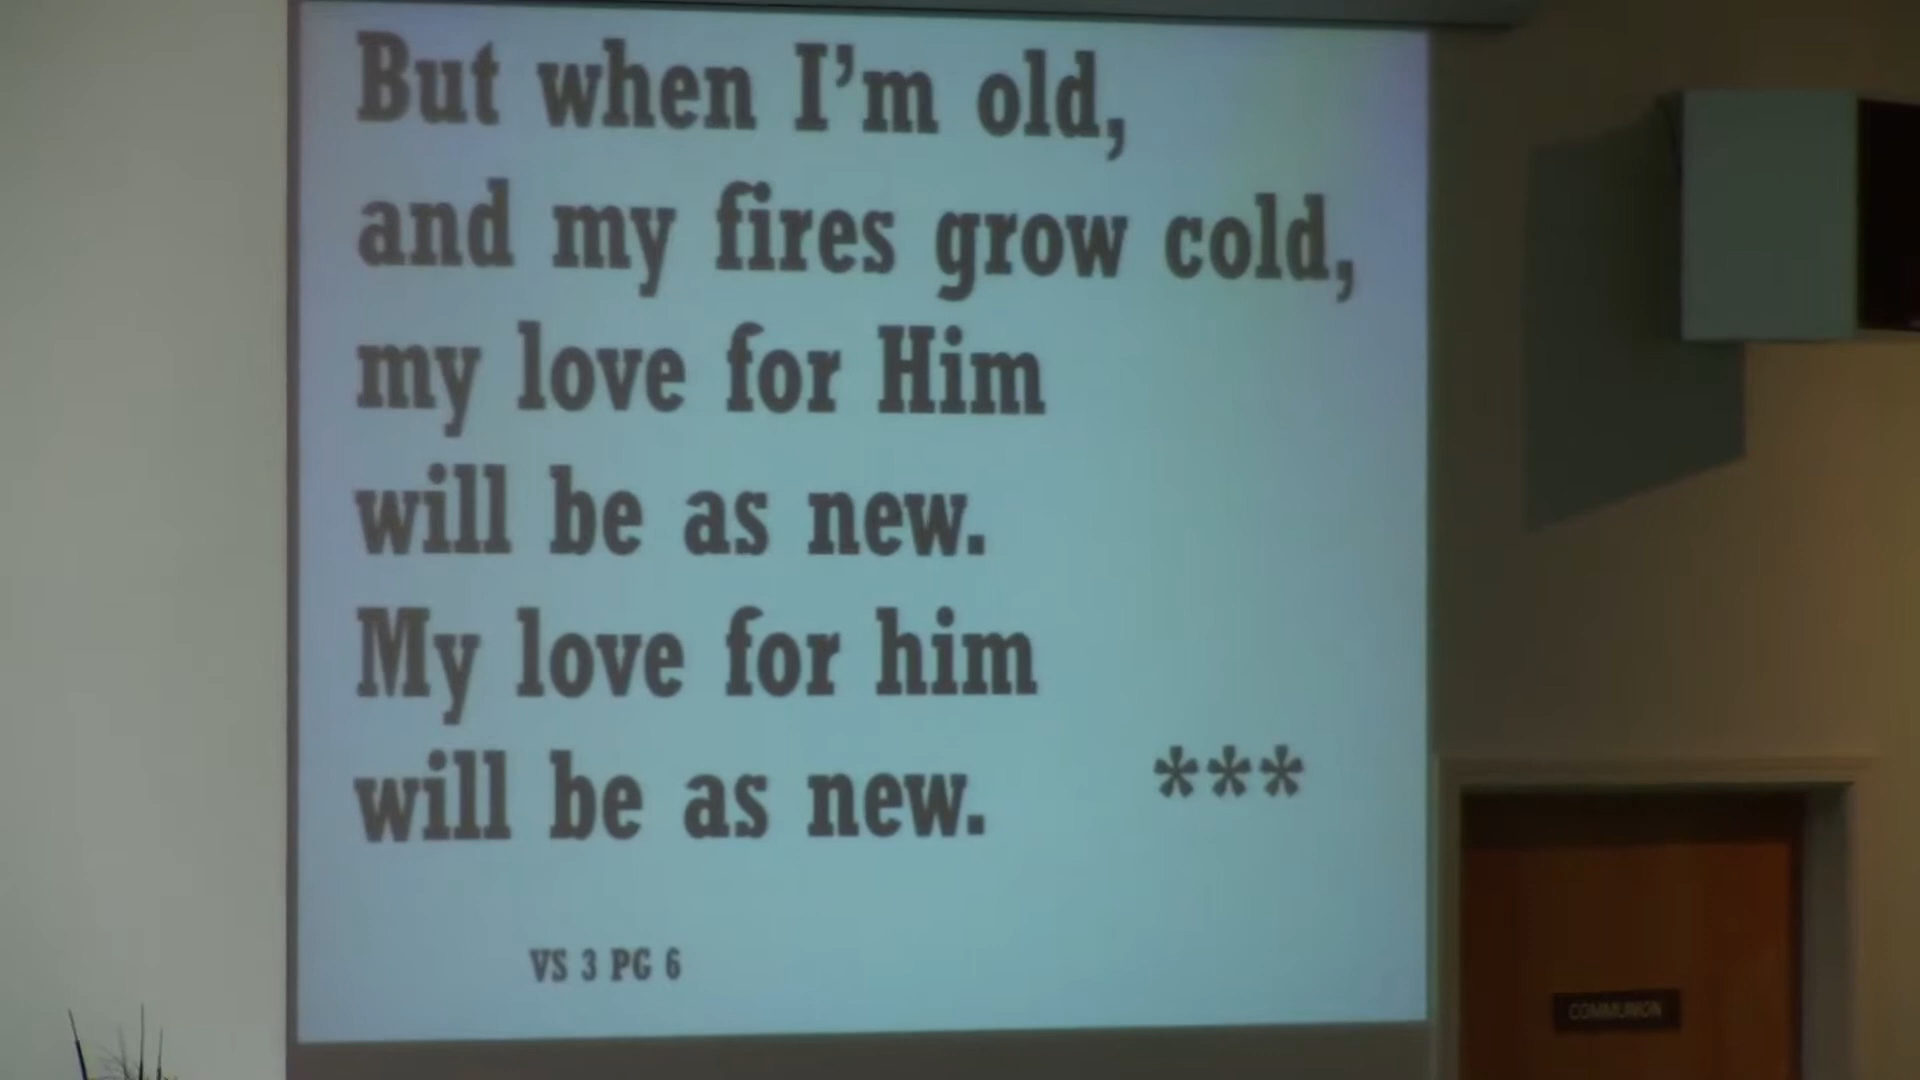 But when I'm old,
and my fires grow cold,
my love for Him
will be as new.
My love for him
will be as new. ***
VS 3 PG 6
COMMUNION